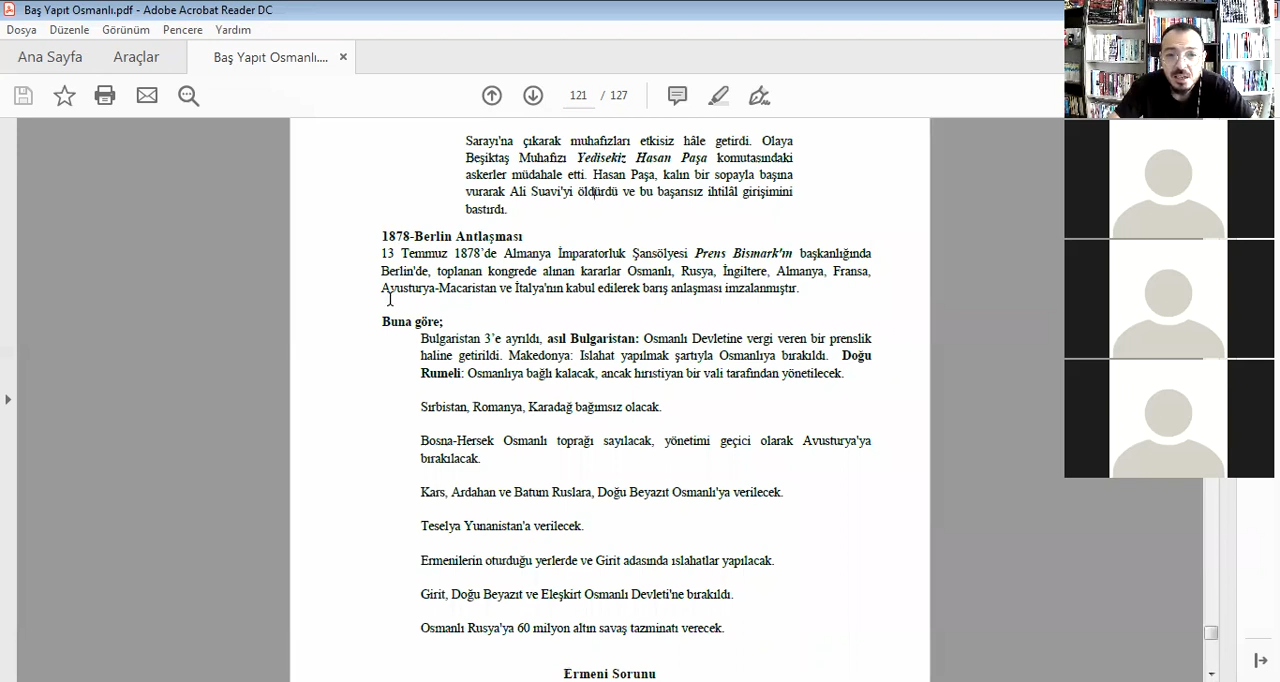 Baş Yapıt Osmanlı.pdf - Adobe Acrobat Reader DC
Dosya Düzenle Görünüm Pencere Yardım
Ana Sayfa Araçlar Baş Yapıt Osmanlı.... ×
121 / 127
Sarayı'na çıkarak muhafızları etkisiz hâle getirdi. Olaya
Beşiktaş Muhafızı Yedisekiz Hasan Paşa komutasındaki
askerler müdahale etti. Hasan Paşa, kalın bir sopayla başına
vurarak Ali Suavi'yi öldürdü ve bu başarısız ihtilâl girişimini
bastırdı.
1878-Berlin Antlaşması
13 Temmuz 1878’de Almanya İmparatorluk Şansölyesi Prens Bismark'ın başkanlığında
Berlin'de, toplanan kongrede alınan kararlar Osmanlı, Rusya, İngiltere, Almanya, Fransa,
Avusturya-Macaristan ve İtalya'nın kabul edilerek barış anlaşması imzalanmıştır.
Buna göre;
Bulgaristan 3’e ayrıldı, asıl Bulgaristan: Osmanlı Devletine vergi veren bir prenslik
haline getirildi. Makedonya: Islahat yapılmak şartıyla Osmanlıya bırakıldı. Doğu
Rumeli: Osmanlıya bağlı kalacak, ancak hıristiyan bir vali tarafından yönetilecek.
Sırbistan, Romanya, Karadağ bağımsız olacak.
Bosna-Hersek Osmanlı toprağı sayılacak, yönetimi geçici olarak Avusturya'ya
bırakılacak.
Kars, Ardahan ve Batum Ruslara, Doğu Beyazıt Osmanlı'ya verilecek.
Teselya Yunanistan'a verilecek.
Ermenilerin oturduğu yerlerde ve Girit adasında ıslahatlar yapılacak.
Girit, Doğu Beyazıt ve Eleşkirt Osmanlı Devleti'ne bırakıldı.
Osmanlı Rusya'ya 60 milyon altın savaş tazminatı verecek.
Ermeni Sorunu